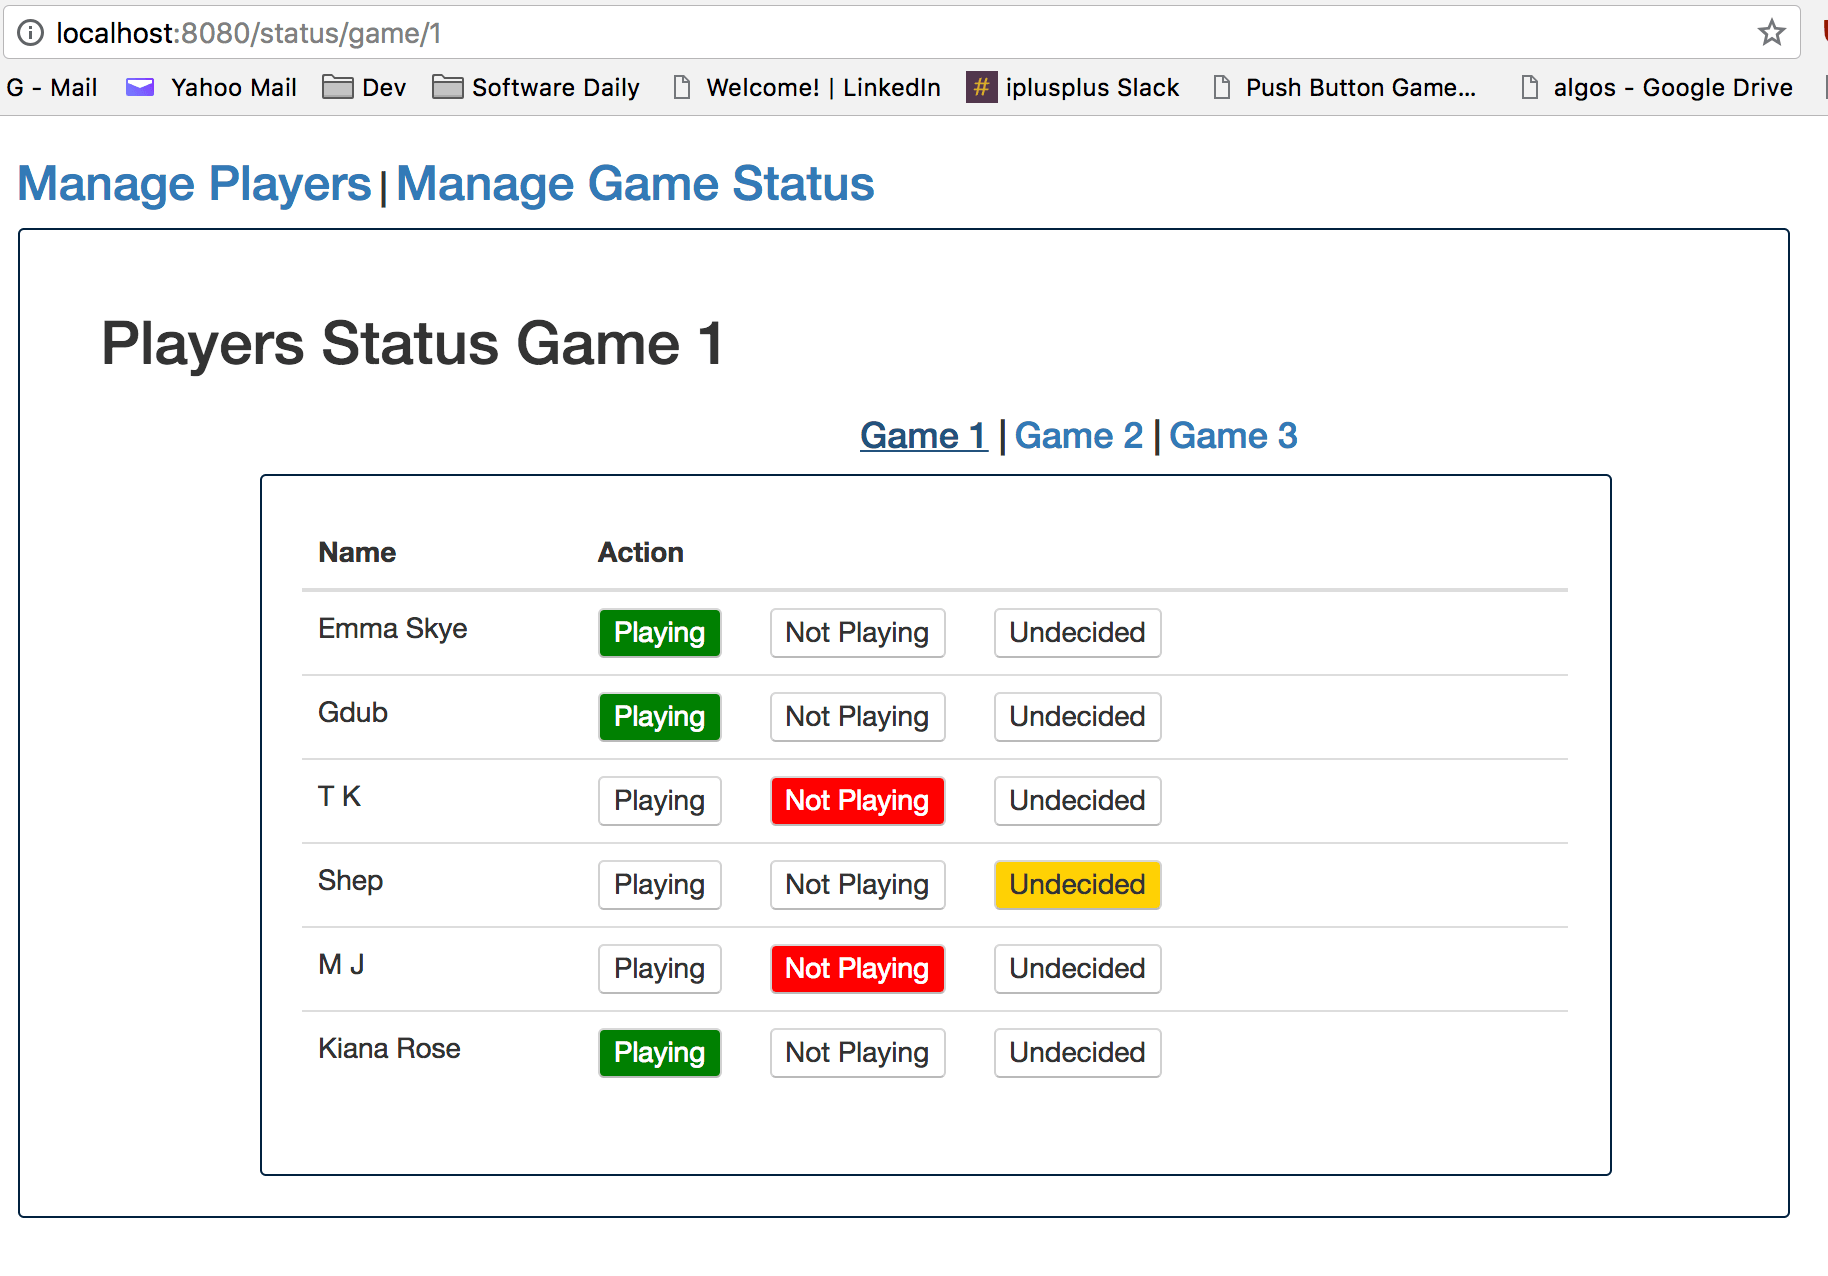 localhost:8080/status/game/1
G - Mail Yahoo Mail Dev Software Daily Welcome! | LinkedIn # iplusplus Slack Push Button Game... algos - Google Drive
Manage Players | Manage Game Status
Players Status Game 1
Game 1 | Game 2 | Game 3
Name Action
Emma Skye Playing Not Playing Undecided
Gdub Playing Not Playing Undecided
T K Playing Not Playing Undecided
Shep Playing Not Playing Undecided
M J Playing Not Playing Undecided
Kiana Rose Playing Not Playing Undecided